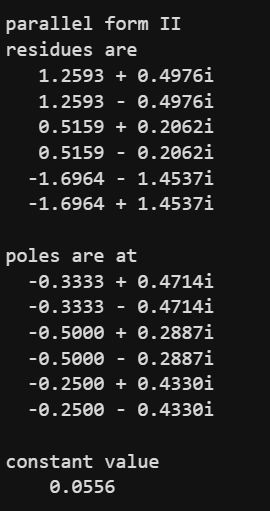 parallel form II
residues are
1.2593 + 0.4976i
1.2593 - 0.4976i
0.5159 + 0.2062i
0.5159 - 0.2062i
-1.6964 - 1.4537i
-1.6964 + 1.4537i
poles are at
-0.3333 + 0.4714i
-0.3333 - 0.4714i
-0.5000 + 0.2887i
-0.5000 - 0.2887i
-0.2500 + 0.4330i
-0.2500 - 0.4330i
constant value
0.0556